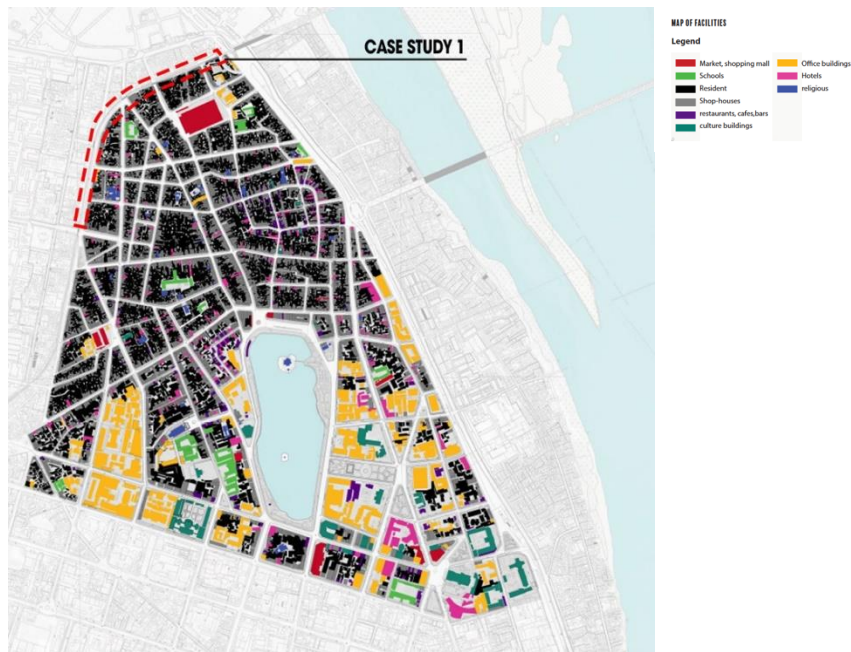 CASE STUDY 1
MAP OF FACILITIES
Legend
Market, shopping mall
Schools
Resident
Shop-houses
restaurants, cafes,bars
culture buildings
Office buildings
Hotels
religious